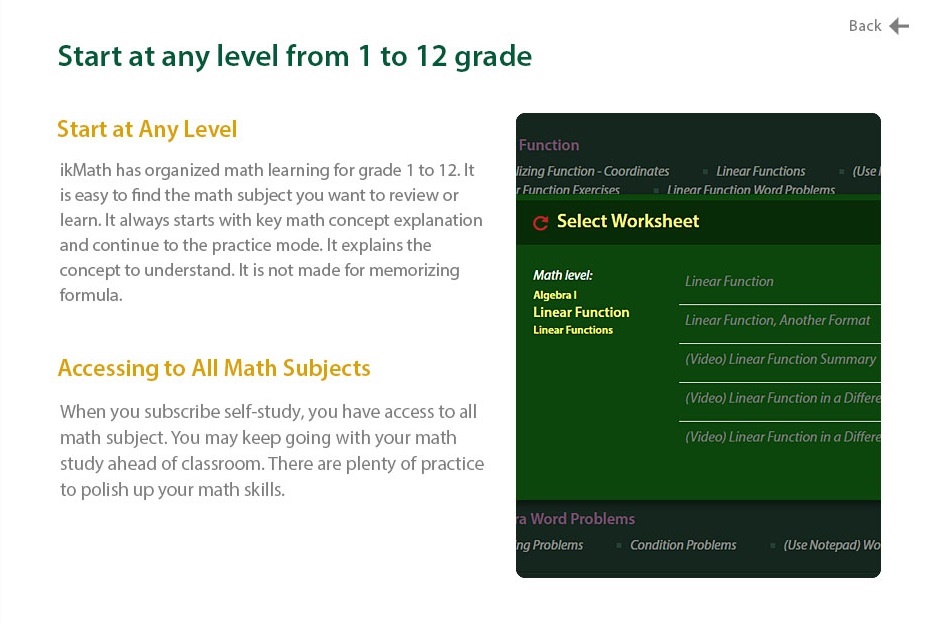 Back
Start at any level from 1 to 12 grade
Start at Any Level
ikMath has organized math learning for grade 1 to 12. It
is easy to find the math subject you want to review or
learn. It always starts with key math concept explanation
and continue to the practice mode. It explains the
concept to understand. It is not made for memorizing
formula.
Accessing to All Math Subjects
When you subscribe self-study, you have access to all
math subject. You may keep going with your math
study ahead of classroom. There are plenty of practice
to polish up your math skills.
Function
lizing Function - Coordinates Linear Functions (Use
r Function Exercises Linear Function Word Problems
Select Worksheet
Math level:
Algebra I
Linear Function
Linear Functions
Linear Function
Linear Function, Another Format
(Video) Linear Function Summary
(Video) Linear Function in a Differe
(Video) Linear Function in a Differe
ra Word Problems
ng Problems Condition Problems (Use Notepad) Wo